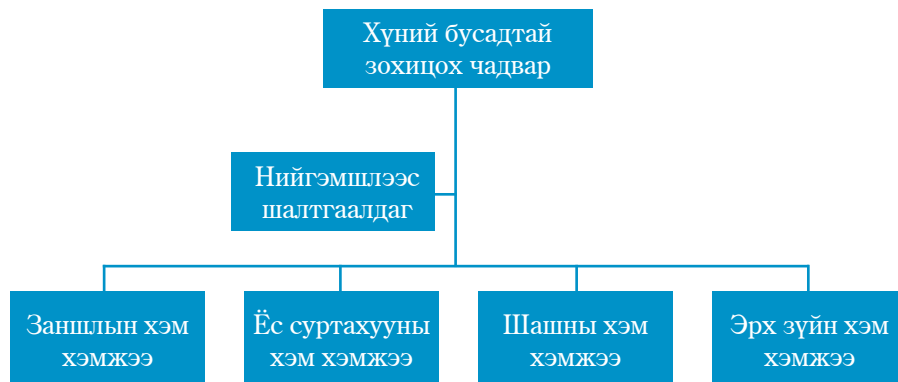 Хүний бусадтай
зохицох чадвар
Нийгэмшлээс
шалтгаалдаг
Заншлын хэм
хэмжээ
Ёс суртахууны
хэм хэмжээ
Шашны хэм
хэмжээ
Эрх зүйн хэм
хэмжээ